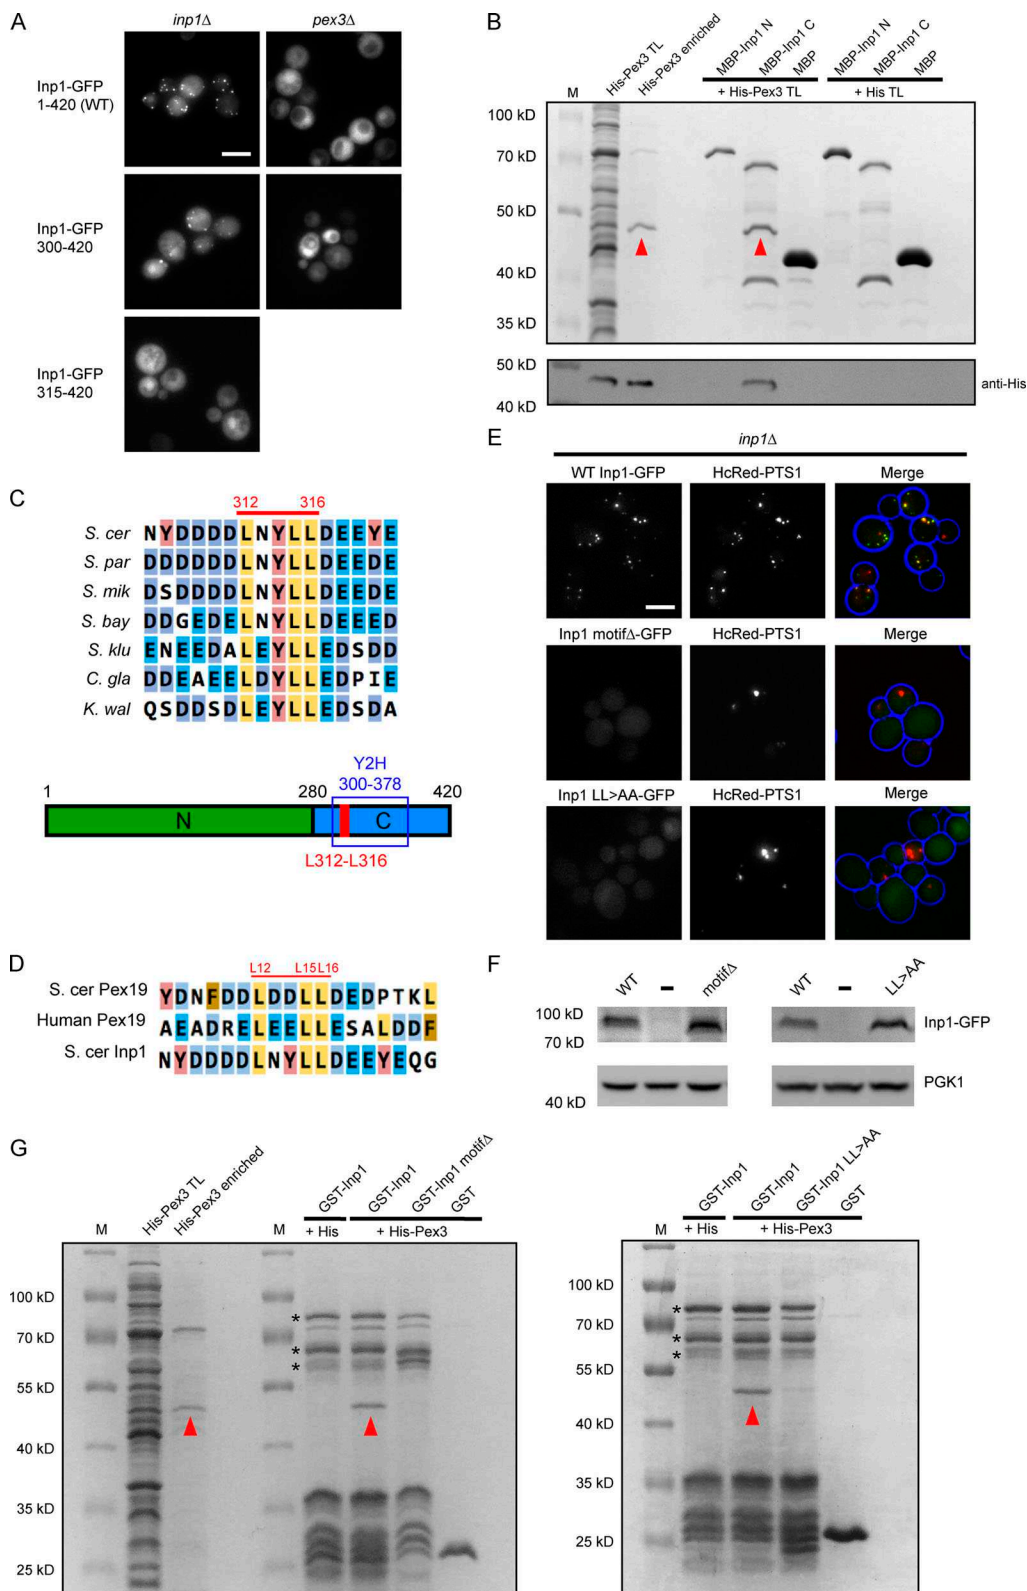 A
inp1Δ
pex3Δ
Inp1-GFP
1-420 (WT)
Inp1-GFP
300-420
Inp1-GFP
315-420
B
M
His-Pex3 TL
His-Pex3 enriched
MBP-Inp1 N
MBP-Inp1 C
MBP
MBP-Inp1 N
MBP-Inp1 C
MBP
+ His-Pex3 TL
+ His TL
100 kD
70 kD
50 kD
40 kD
35 kD
50 kD
40 kD
anti-His
C
312
316
S. cer NYDDDDLNYLLDEEYE
S. par DDDDDDLNYLLDEEDE
S. mik DSDDDDLNYLLDEEDE
S. bay DDGEDELNYLLDEEED
S. klu ENEEDALEYLLEDSDD
C. gla DDEAEELDYLLEDPIE
K. wal QSDDSDLEYLLEDSDA
Y2H
300-378
1
280
420
N
C
L312-L316
D
L12
L15L16
S. cer Pex19 YDNFDDLDDLLDEDPTKL
Human Pex19 AEADRELEELLESALDDF
S. cer Inp1 NYDDDDLNYLLDEEYEQG
E
inp1Δ
WT Inp1-GFP
HcRed-PTS1
Merge
Inp1 motifΔ-GFP
HcRed-PTS1
Merge
Inp1 LL>AA-GFP
HcRed-PTS1
Merge
F
WT
-
motifΔ
WT
-
LL>AA
100 kD
70 kD
Inp1-GFP
40 kD
PGK1
G
M
His-Pex3 TL
His-Pex3 enriched
M
GST-Inp1
GST-Inp1
GST-Inp1 motifΔ
GST
+ His
+ His-Pex3
100 kD
70 kD
55 kD
40 kD
35 kD
25 kD
*
*
*
M
GST-Inp1
GST-Inp1
GST-Inp1 LL>AA
GST
+ His
+ His-Pex3
100 kD
70 kD
55 kD
40 kD
35 kD
25 kD
*
*
*